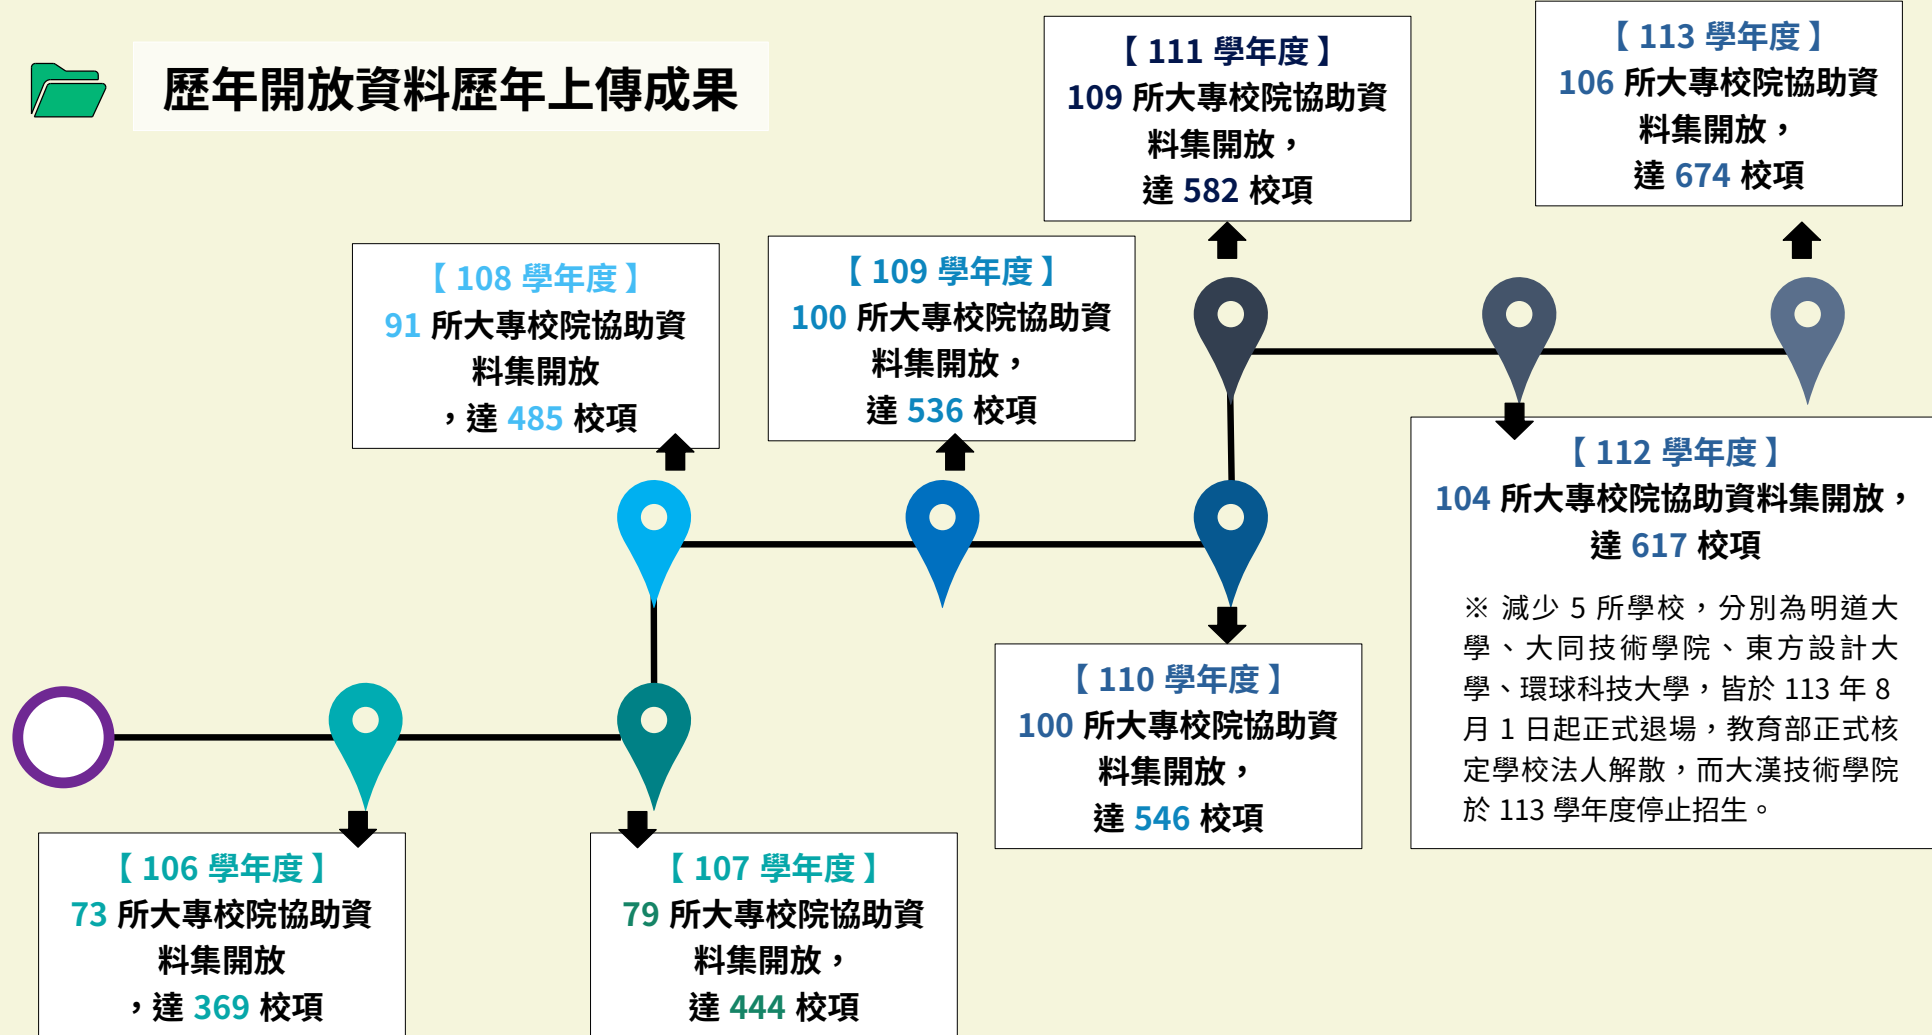 歷年開放資料歷年上傳成果
【 106 學年度 】
73 所大專校院協助資
料集開放
，達 369 校項
【 107 學年度 】
79 所大專校院協助資
料集開放，
達 444 校項
【 108 學年度 】
91 所大專校院協助資
料集開放
，達 485 校項
【 109 學年度 】
100 所大專校院協助資
料集開放，
達 536 校項
【 110 學年度 】
100 所大專校院協助資
料集開放，
達 546 校項
【 111 學年度 】
109 所大專校院協助資
料集開放，
達 582 校項
【 112 學年度 】
104 所大專校院協助資料集開放，
達 617 校項
※ 減少 5 所學校，分別為明道大
學、大同技術學院、東方設計大
學、環球科技大學，皆於 113 年 8
月 1 日起正式退場，教育部正式核
定學校法人解散，而大漢技術學院
於 113 學年度停止招生。
【 113 學年度 】
106 所大專校院協助資
料集開放，
達 674 校項